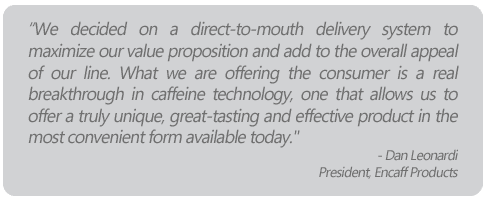 “We decided on a direct-to-mouth delivery system to
maximize our value proposition and add to the overall appeal
of our line. What we are offering the consumer is a real
breakthrough in caffeine technology, one that allows us to
offer a truly unique, great-tasting and effective product in the
most convenient form available today."
- Dan Leonardi
President, Encaff Products